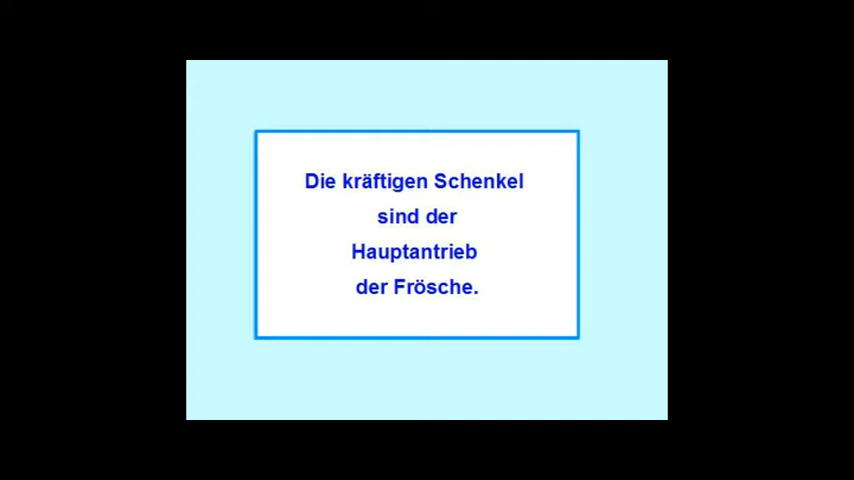 Die kräftigen Schenkel
sind der
Hauptantrieb
der Frösche.